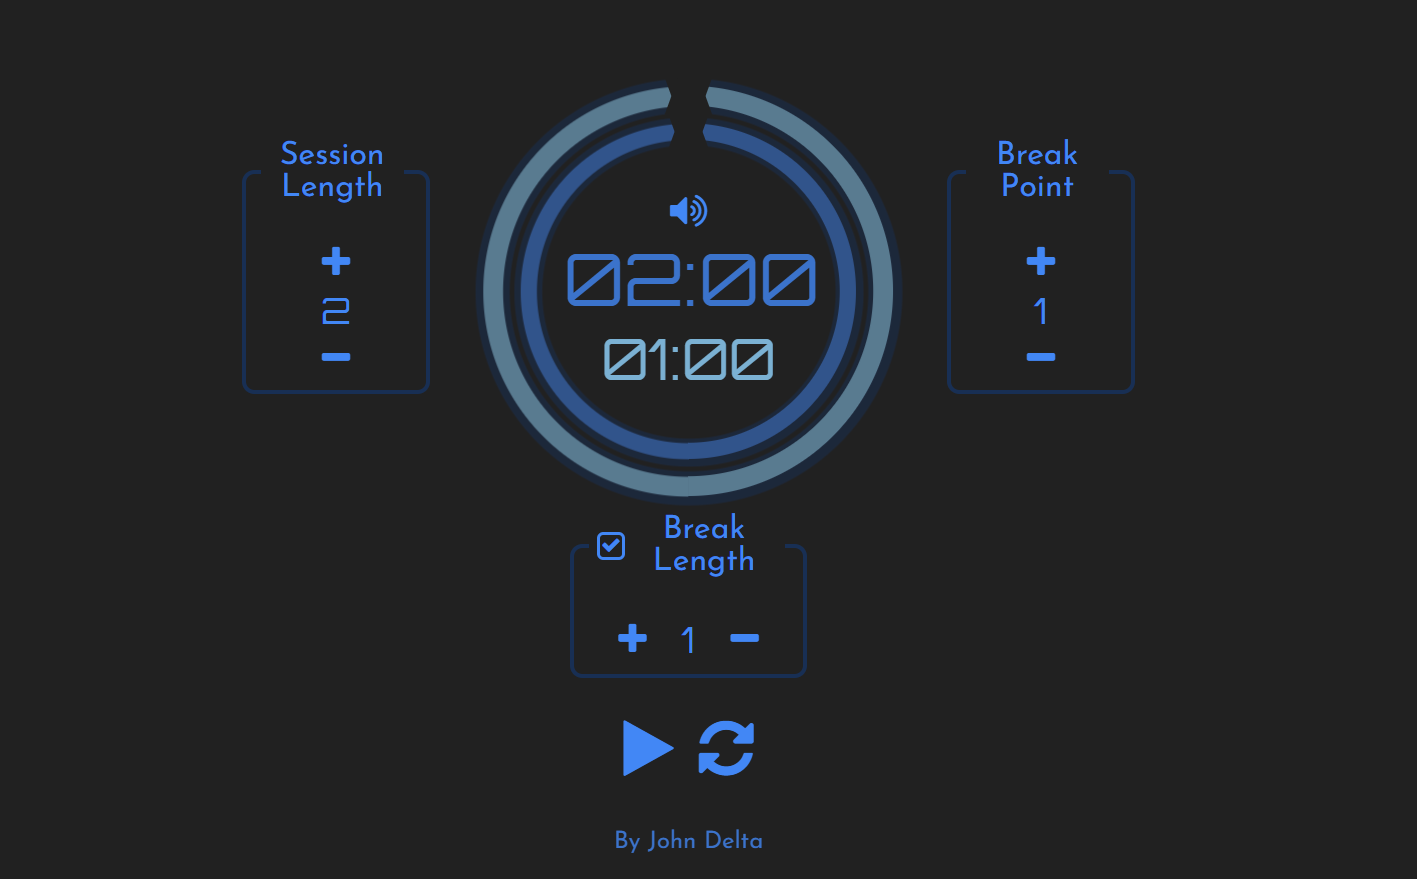 Session
Length
+
2
-
02:00
01:00
Break
Point
+
1
-
Break
Length
+ 1 -
By John Delta